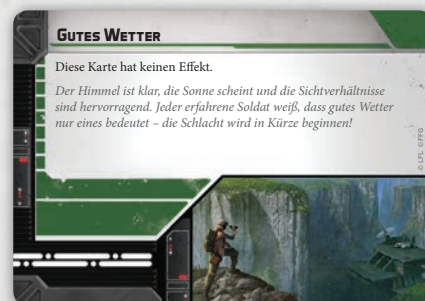 GUTES WETTER
Diese Karte hat keinen Effekt.
Der Himmel ist klar, die Sonne scheint und die Sichtverhältnisse
sind hervorragend. Jeder erfahrene Soldat weiß, dass gutes Wetter
nur eines bedeutet – die Schlacht wird in Kürze beginnen!
© LFL © FFG